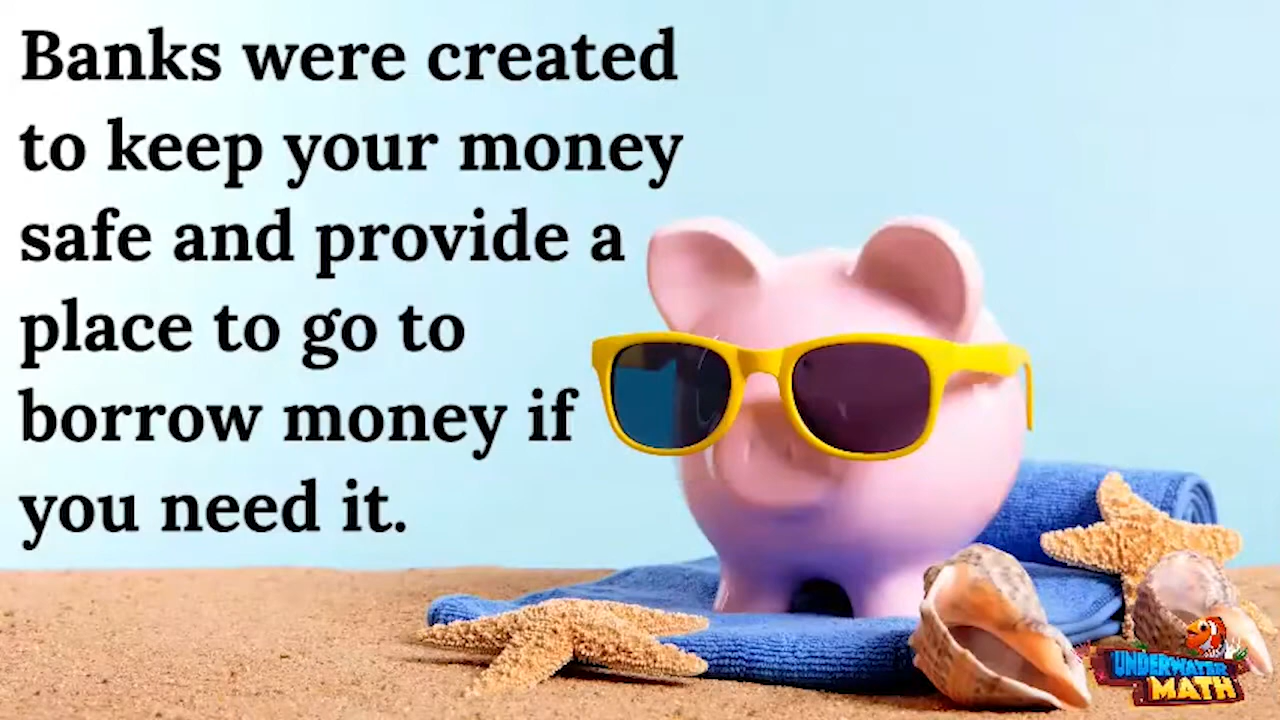 Banks were created
to keep your money
safe and provide a
place to go to
borrow money if
you need it.
UNDERWATER
MATH